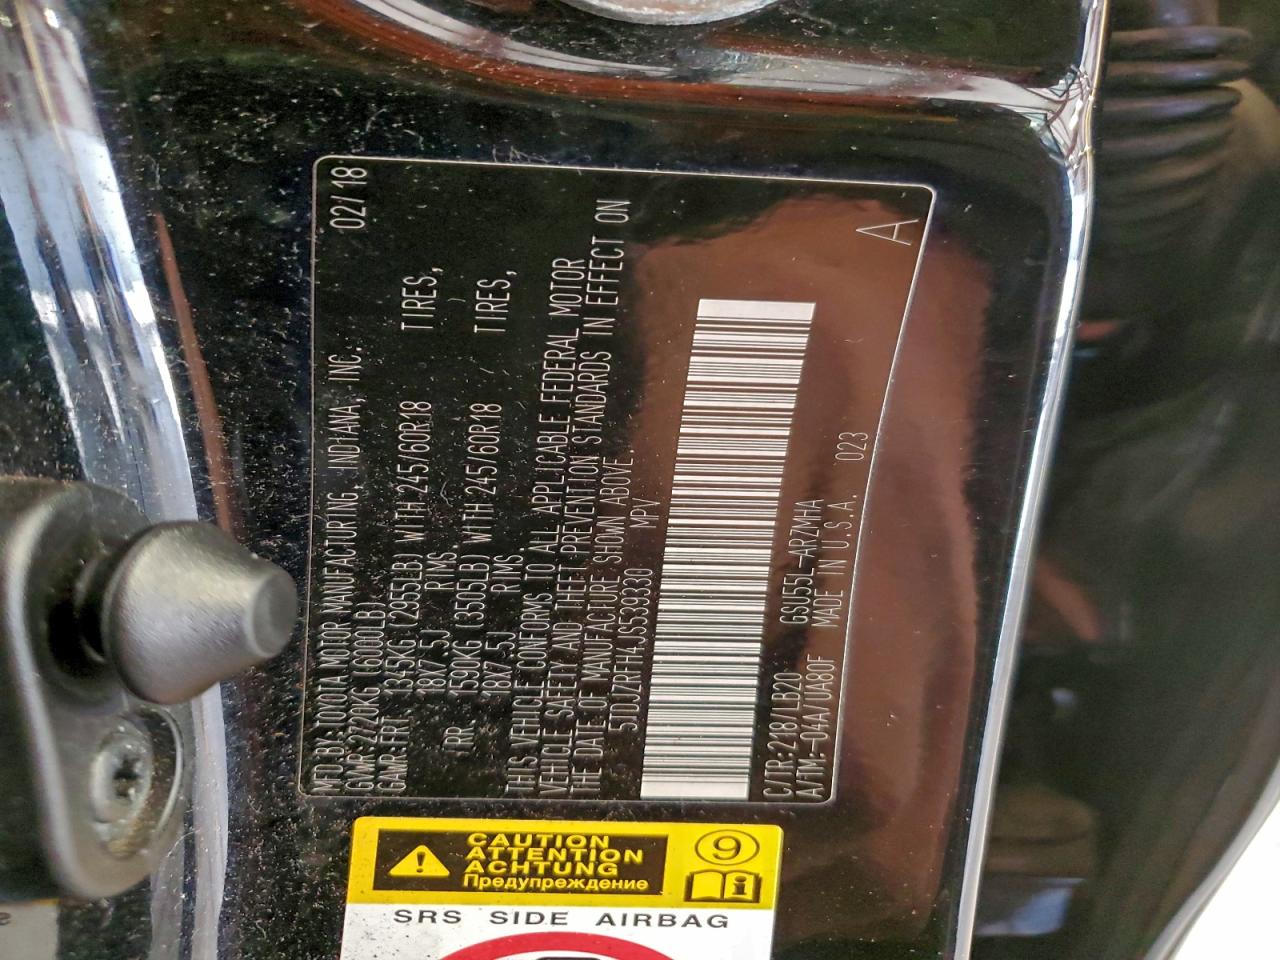 MFD.BY:TOYOTA MOTOR MANUFACTURING, INDIANA, INC. 02/18
GVWR:2722KG (6000LB)
GAWR:FRT 1345KG (2955LB) WITH 245/60R18 TIRES,
18X7.5J RIMS.
RR 1590KG (3505LB) WITH 245/60R18 TIRES,
18X7.5J RIMS.
THIS VEHICLE CONFORMS TO ALL APPLICABLE FEDERAL MOTOR
VEHICLE SAFETY AND THEFT PREVENTION STANDARDS IN EFFECT ON
THE DATE OF MANUFACTURE SHOWN ABOVE.
5TDJZRFH4JS539330 MPV
C/TR:218/LB20 GSU55L-ARZMHA
A/TM:-04A/UA80F MADE IN U.S.A. 023
A
CAUTION
ATTENTION
ACHTUNG
Предупреждение
9
SRS SIDE AIRBAG